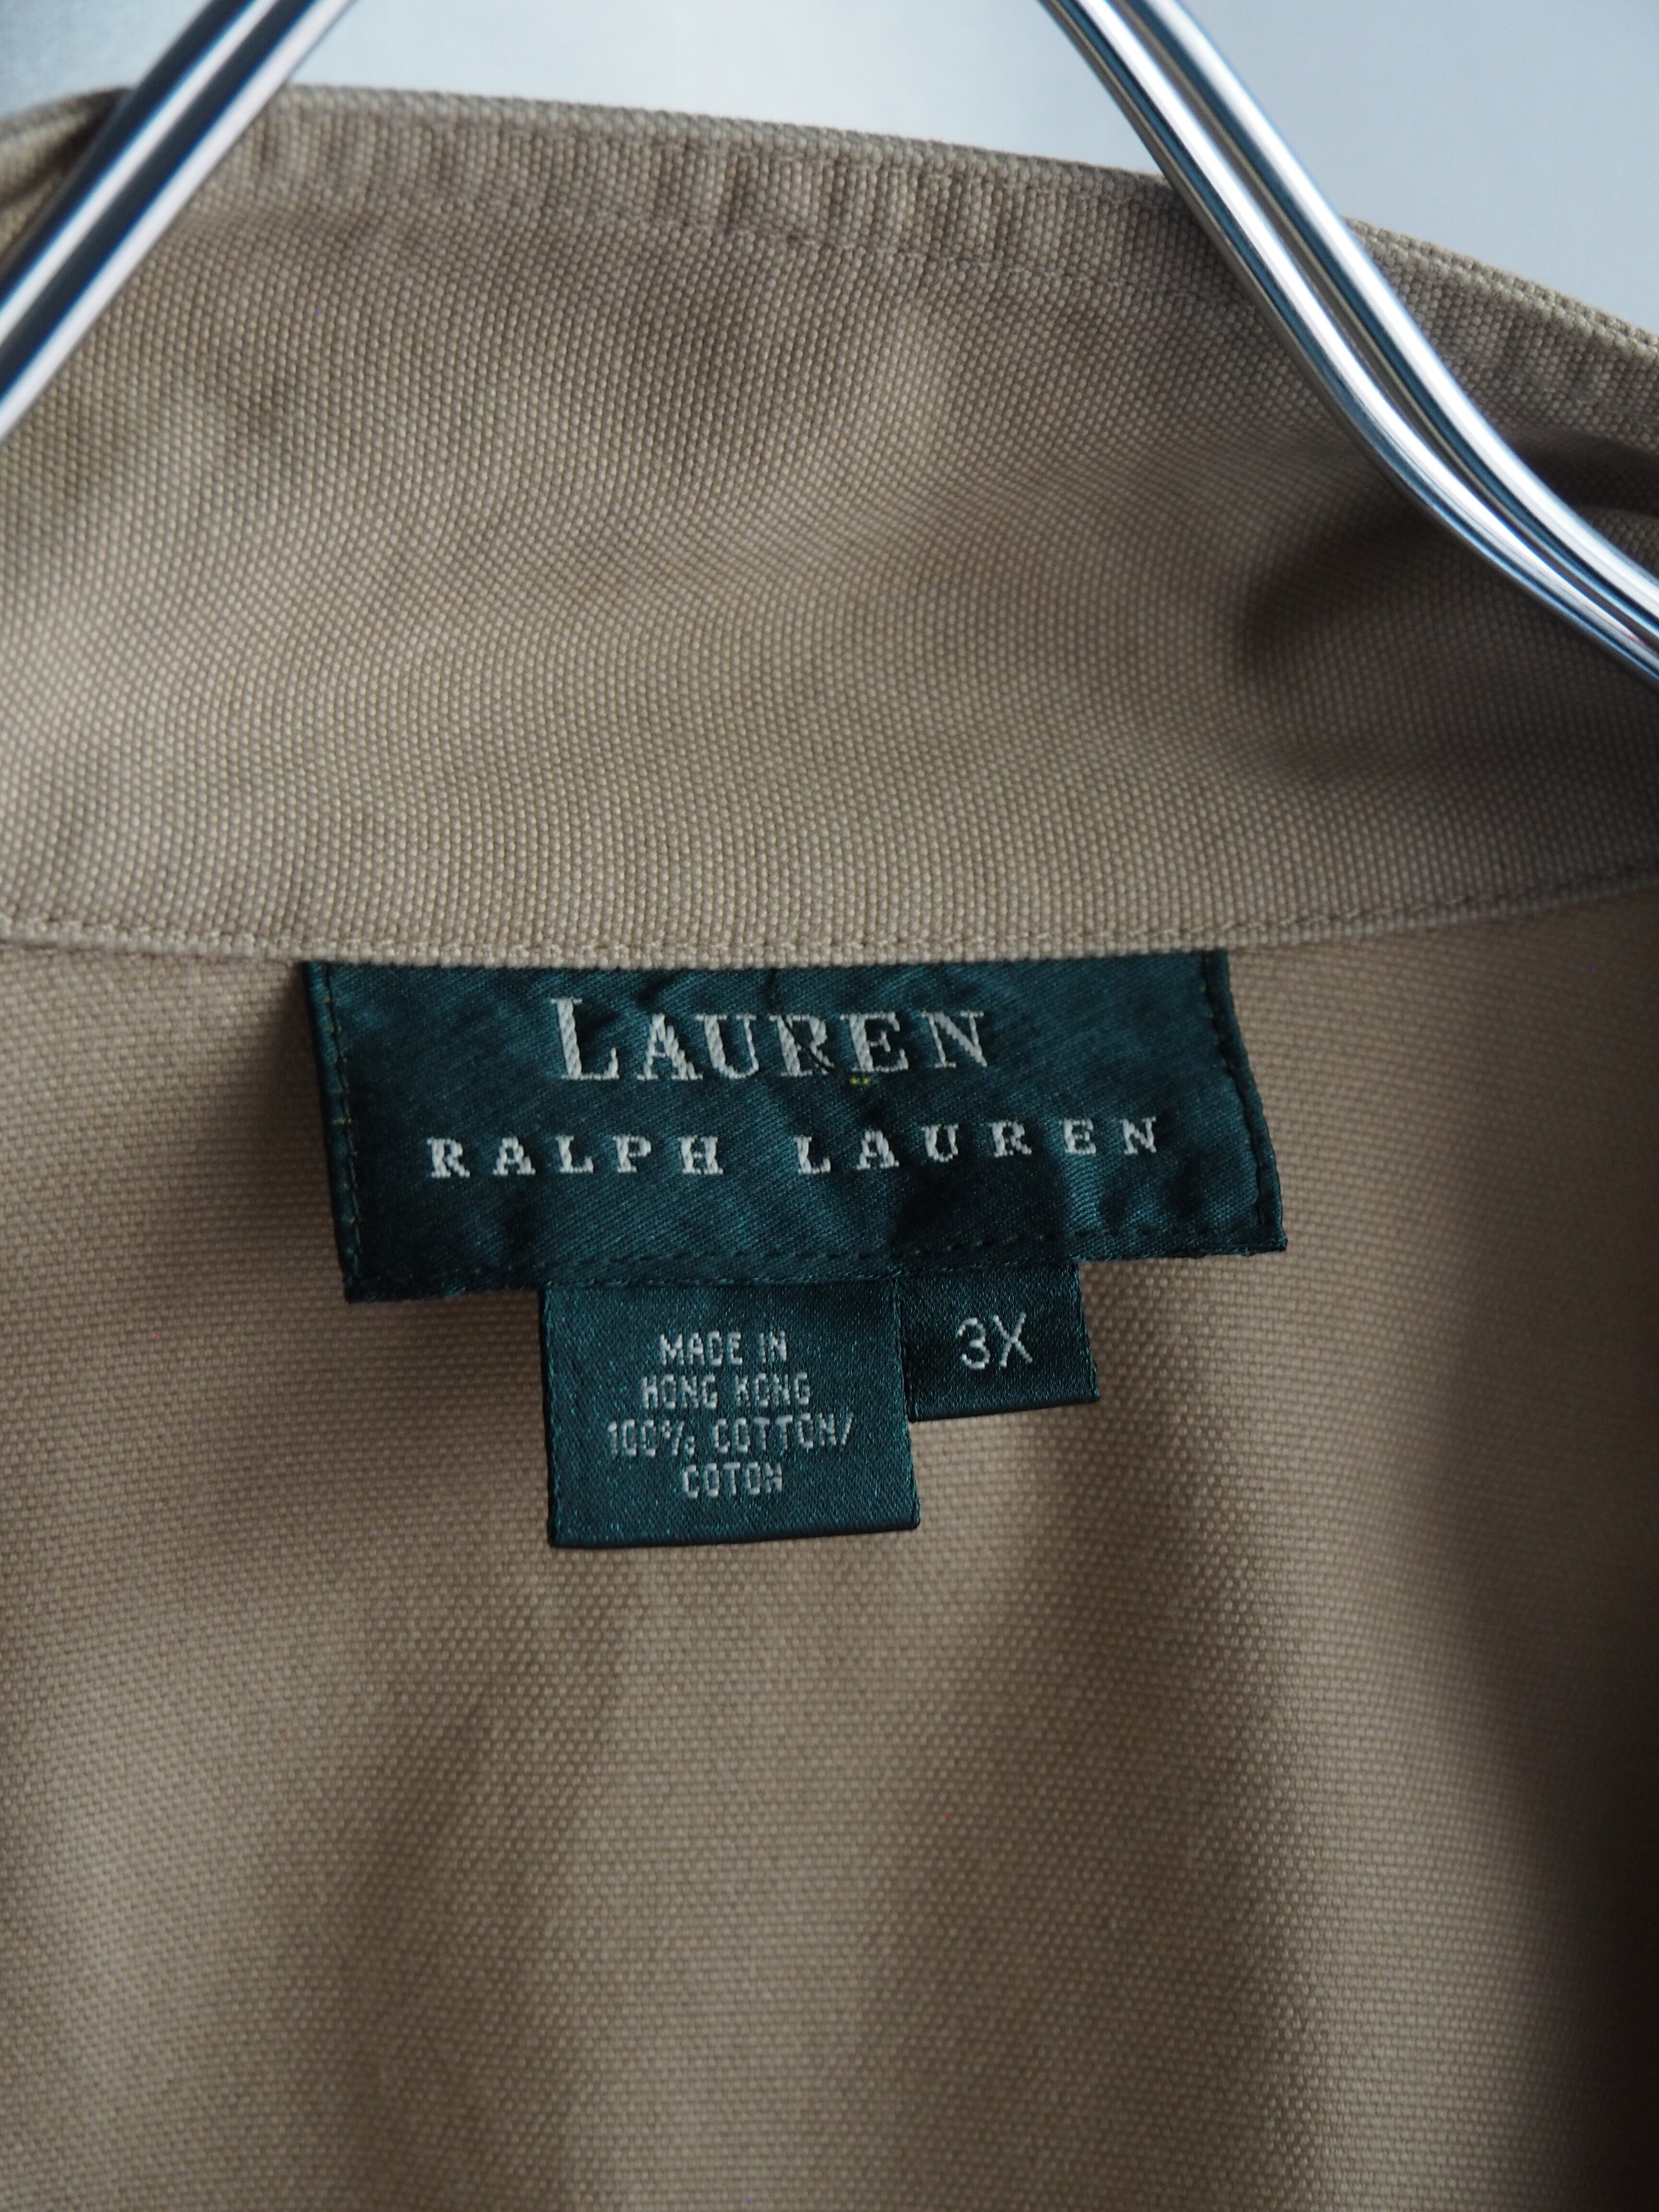 LAUREN
RALPH LAUREN
MADE IN
HONG KONG
100% COTTON/
COTON
3X